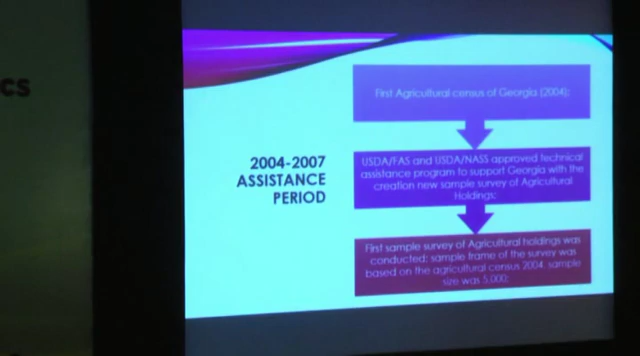 cs
2004-2007
ASSISTANCE
PERIOD
First Agricultural census of Georgia (2004);
USDA/FAS and USDA/NASS approved technical
assistance program to support Georgia with the
creation new sample survey of Agricultural
Holdings;
First sample survey of Agricultural holdings was
conducted; sample frame of the survey was
based on the agricultural census 2004, sample
size was 5,000;